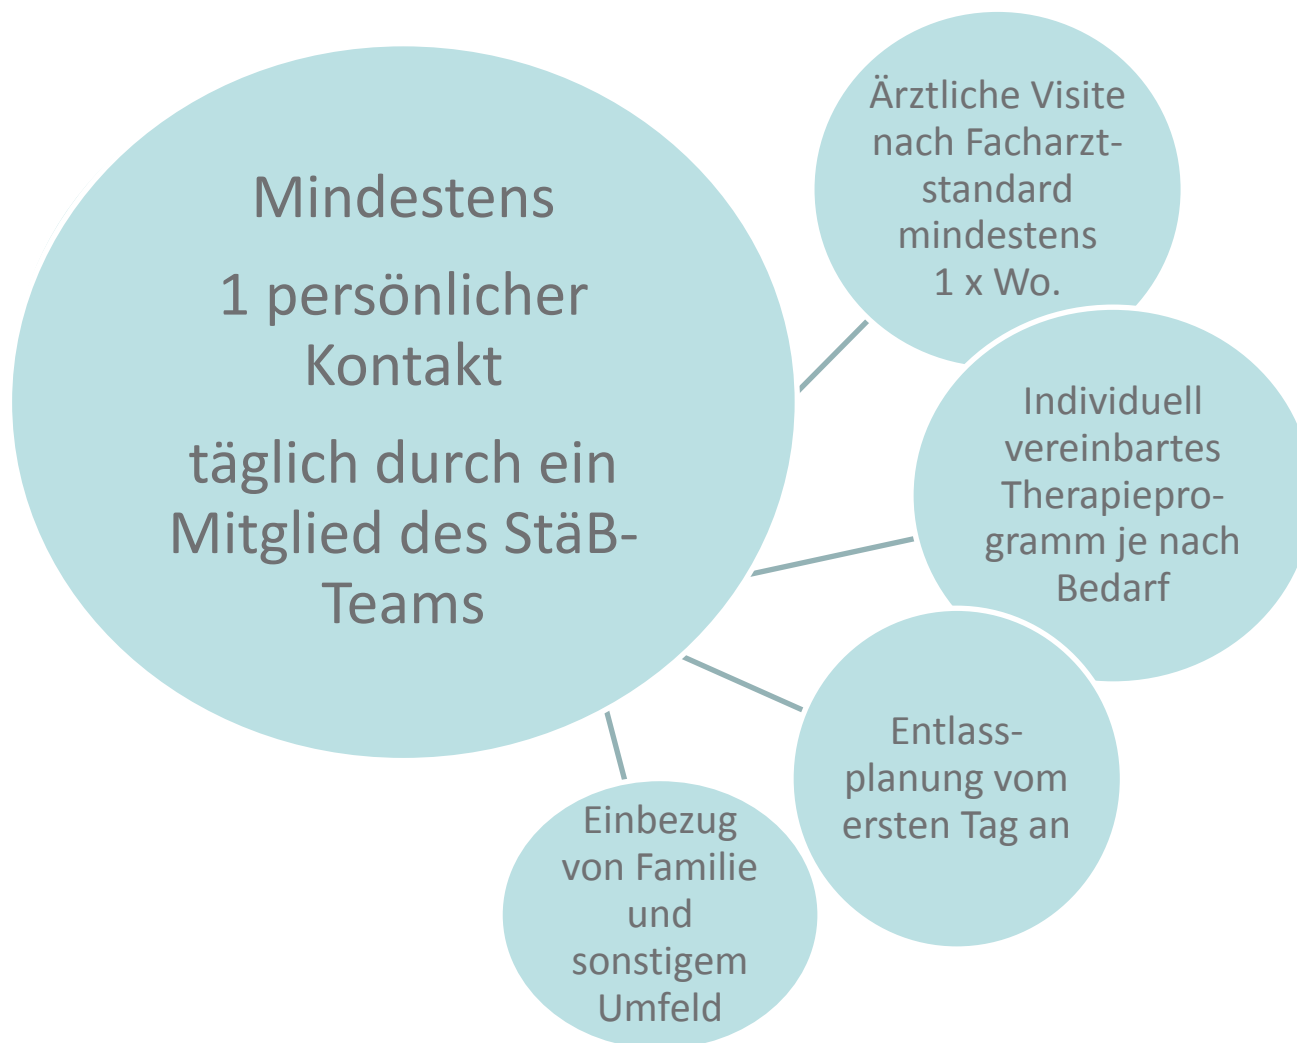 Mindestens
1 persönlicher
Kontakt
täglich durch ein
Mitglied des StäB-
Teams
Ärztliche Visite
nach Facharzt-
standard
mindestens
1 x Wo.
Individuell
vereinbartes
Therapiepro-
gramm je nach
Bedarf
Entlass-
planung vom
ersten Tag an
Einbezug
von Familie
und
sonstigem
Umfeld